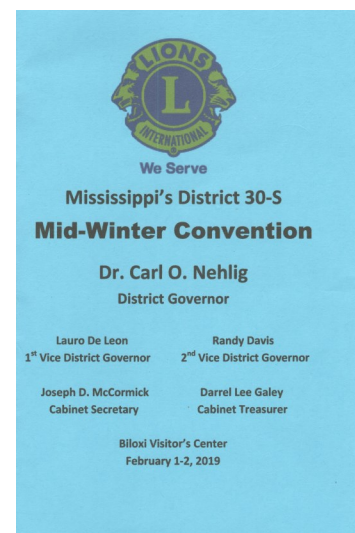 LIONS
L
INTERNATIONAL
We Serve
Mississippi's District 30-S
Mid-Winter Convention
Dr. Carl O. Nehlig
District Governor
Lauro De Leon
1st Vice District Governor
Randy Davis
2nd Vice District Governor
Joseph D. McCormick
Cabinet Secretary
Darrel Lee Galey
Cabinet Treasurer
Biloxi Visitor's Center
February 1-2, 2019